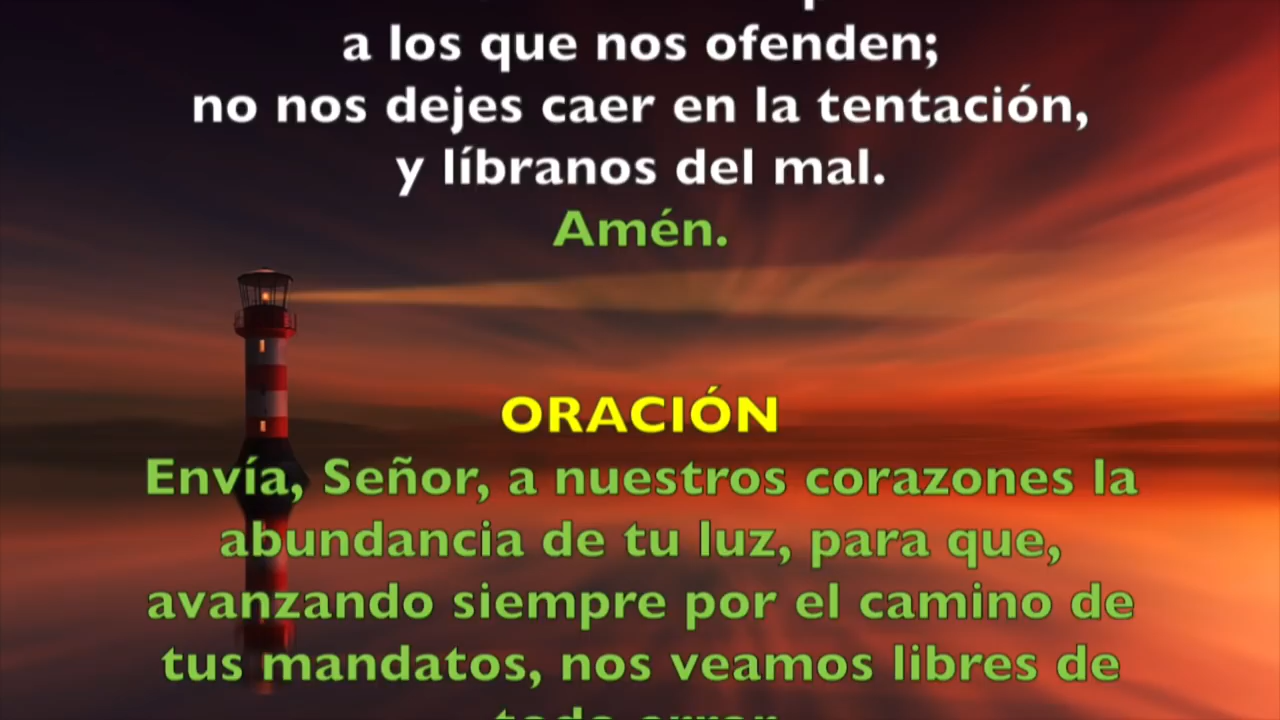 a los que nos ofenden;
no nos dejes caer en la tentación,
y líbranos del mal.
Amén.
ORACIÓN
Envía, Señor, a nuestros corazones la
abundancia de tu luz, para que,
avanzando siempre por el camino de
tus mandatos, nos veamos libres de
todo error.